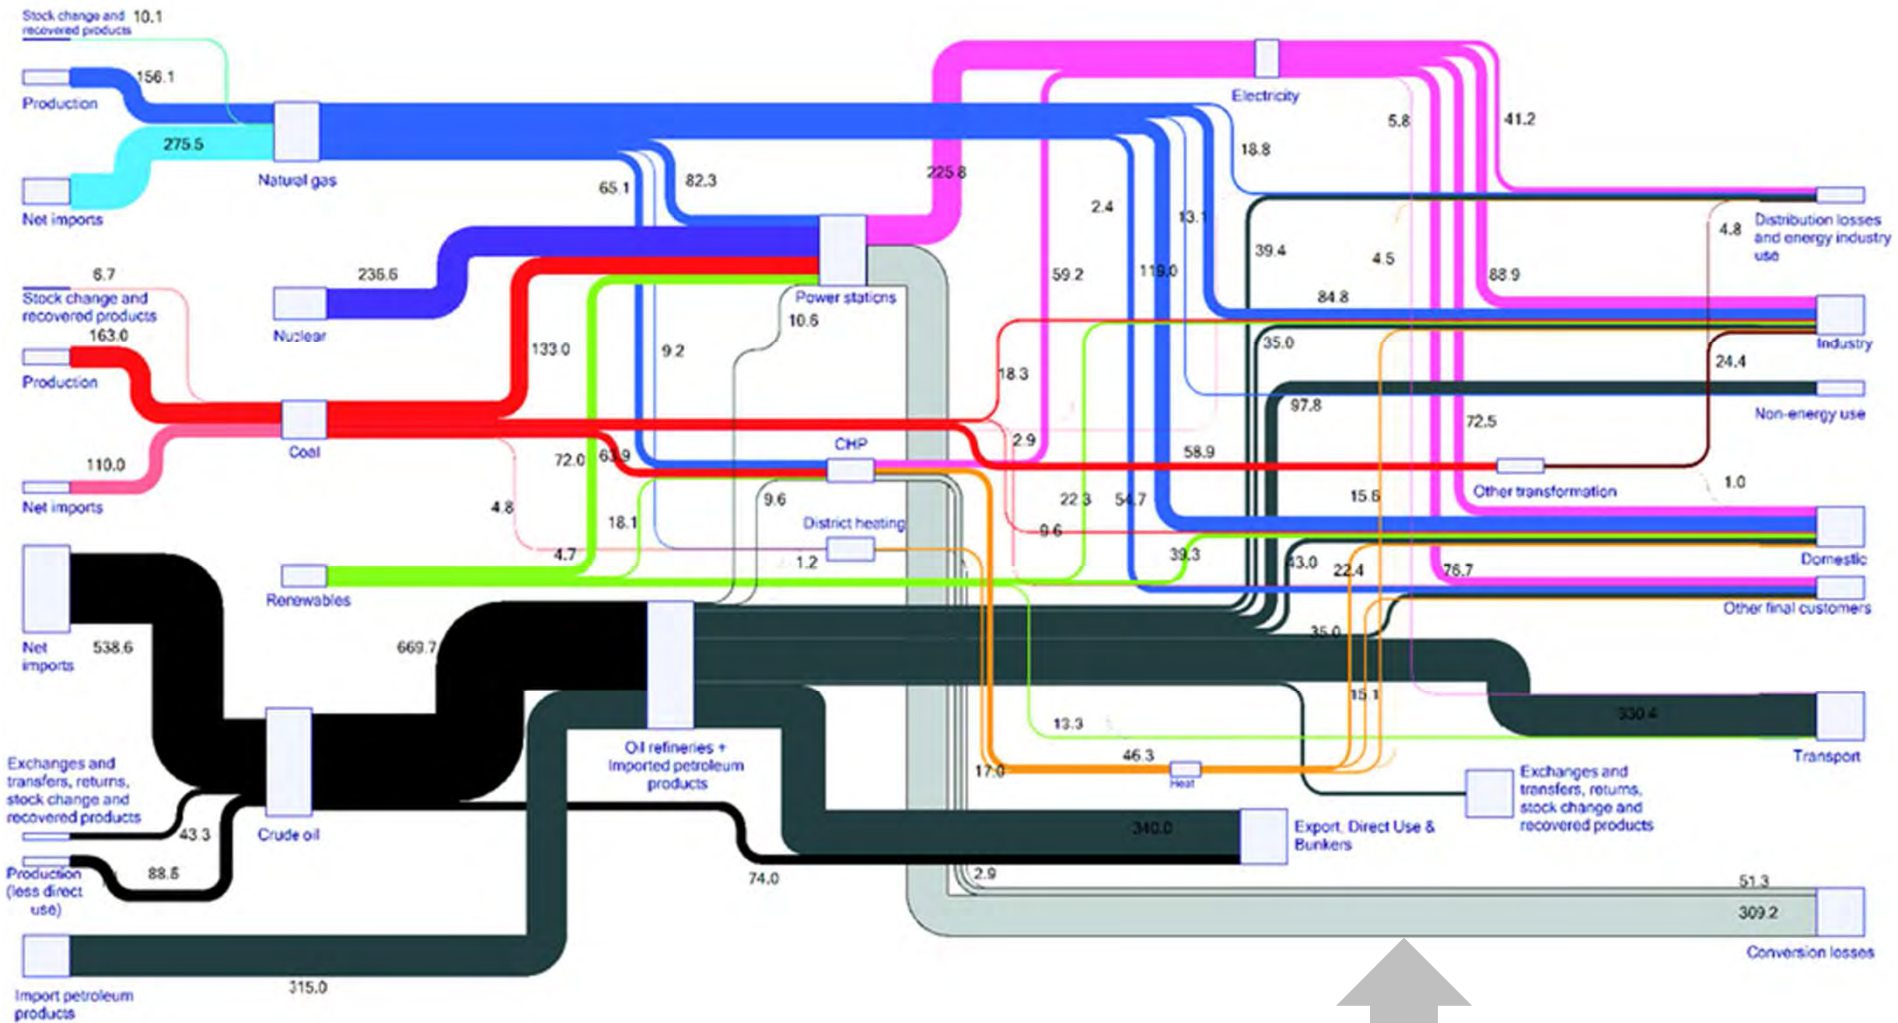 Stock change and
recovered products
10.1
156.1
Production
275.5
Net imports
Natural gas
65.1
82.3
225.8
Electricity
5.8
41.2
18.8
2.4
13.1
39.4
4.8
Distribution losses
and energy industry
use
6.7
Stock change and
recovered products
163.0
Production
236.6
Nuclear
Power stations
10.6
59.2
119.0
4.5
88.9
84.8
Industry
133.0
9.2
18.3
35.0
24.4
97.8
Non-energy use
110.0
Net imports
Coal
72.0
63.9
CHP
2.9
58.9
72.5
Other transformation
1.0
4.8
18.1
9.6
District heating
22.3
54.7
15.6
9.6
4.7
1.2
39.3
43.0
22.4
76.7
Domestic
Renewables
Other final customers
Net
imports
538.6
669.7
35.0
15.1
330.4
Transport
13.3
Oil refineries +
Imported petroleum
products
46.3
17.0
Heat
Exchanges and
transfers, returns,
stock change and
recovered products
43.3
Crude oil
340.0
Export, Direct Use &
Bunkers
Exchanges and
transfers, returns,
stock change and
recovered products
Production
(less direct
use)
88.5
74.0
2.9
51.3
309.2
Conversion losses
315.0
Import petroleum
products